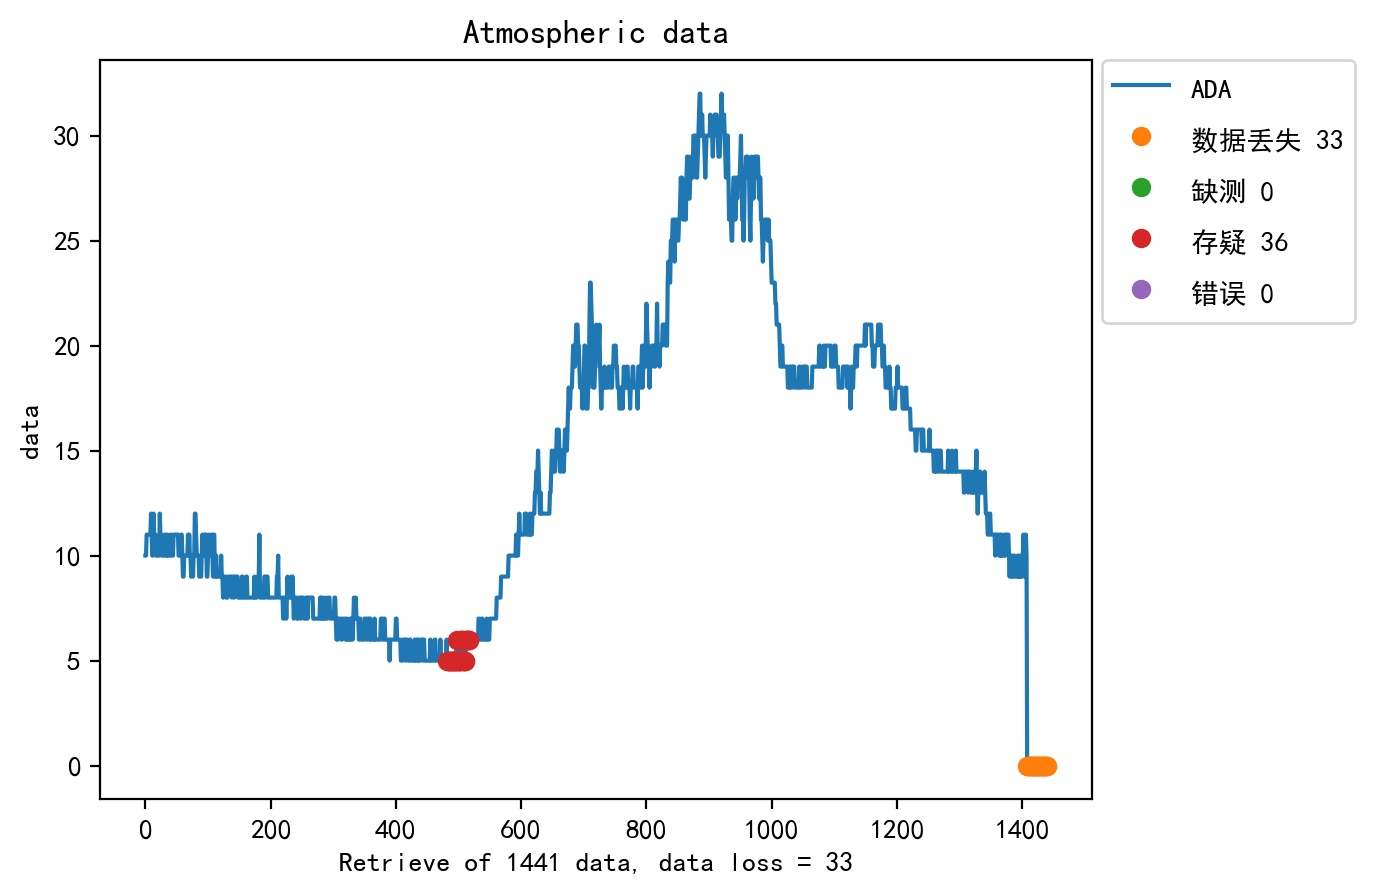 Atmospheric data
ADA
数据丢失 33
缺测 0
存疑 36
错误 0
30
25
20
15
10
5
0
data
0 200 400 600 800 1000 1200 1400
Retrieve of 1441 data, data loss = 33